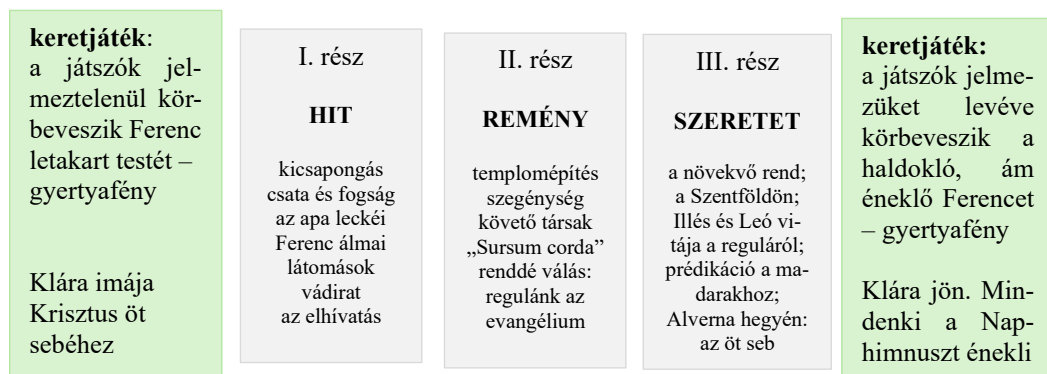 keretjáték:
a játszók jel-
meztelenül kör-
beveszik Ferenc
letakart testét –
gyertyafény
Klára imája
Krisztus öt
sebéhez
I. rész
HIT
kicsapongás
csata és fogság
az apa leckéi
Ferenc álmai
látomások
vádirat
az elhívatás
II. rész
REMÉNY
templomépítés
szegénység
követő társak
„Sursum corda”
renddé válás:
regulánk az
evangélium
III. rész
SZERETET
a növekvő rend;
a Szentföldön;
Illés és Leó vi-
tája a reguláról;
prédikáció a ma-
darakhoz;
Alverna hegyén:
az öt seb
keretjáték:
a játszók jelme-
züket levéve
körbeveszik a
haldokló, ám
éneklő Ferencet
– gyertyafény
Klára jön. Min-
denki a Nap-
himnuszt énekli